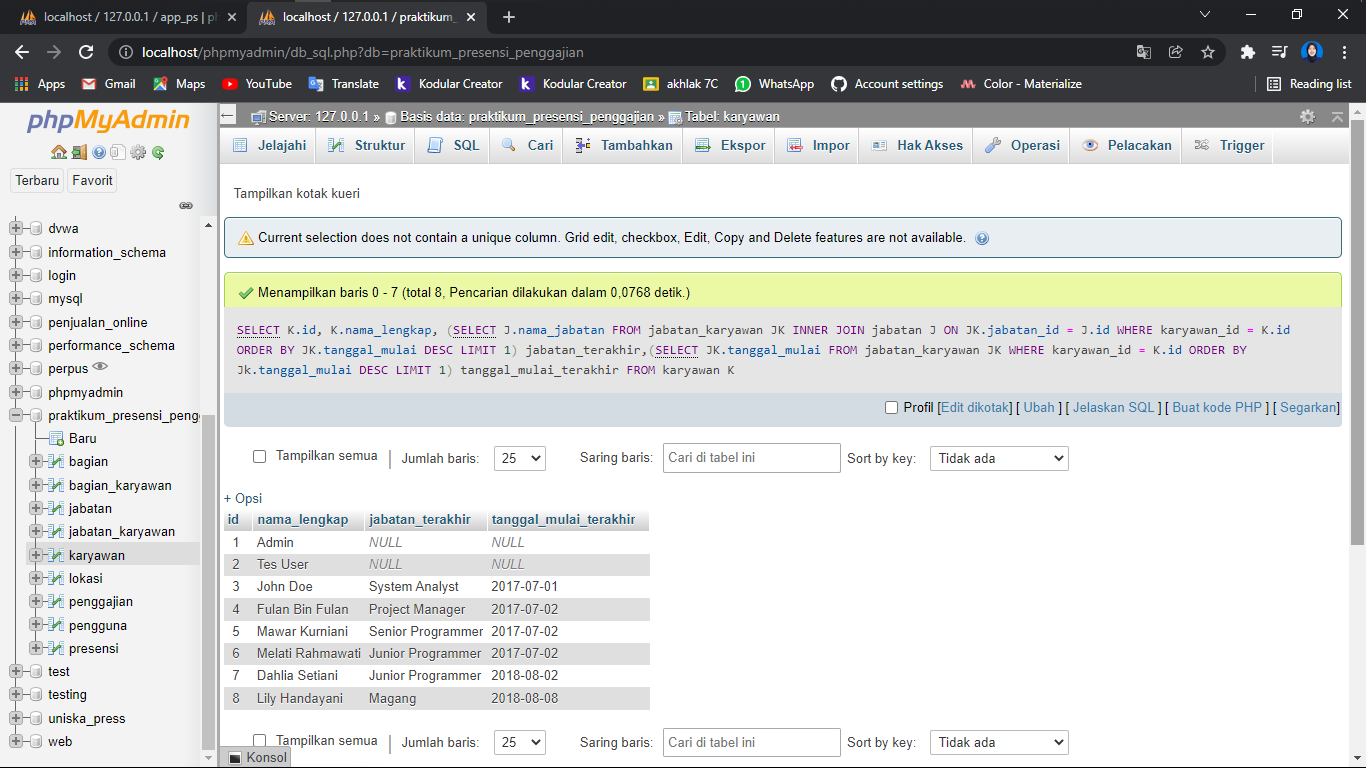 localhost / 127.0.0.1 / app_ps | ph
localhost / 127.0.0.1 / praktikum_
localhost/phpmyadmin/db_sql.php?db=praktikum_presensi_penggajian
Apps Gmail Maps YouTube Translate Kodular Creator Kodular Creator akhlak 7C WhatsApp Account settings Color - Materialize Reading list
phpMyAdmin
Terbaru Favorit
dvwa
information_schema
login
mysql
penjualan_online
performance_schema
perpus
phpmyadmin
praktikum_presensi_pengg
Baru
bagian
bagian_karyawan
jabatan
jabatan_karyawan
karyawan
lokasi
penggajian
pengguna
presensi
test
testing
uniska_press
web
Server: 127.0.0.1 » Basis data: praktikum_presensi_penggajian » Tabel: karyawan
Jelajahi Struktur SQL Cari Tambahkan Ekspor Impor Hak Akses Operasi Pelacakan Trigger
Tampilkan kotak kueri
Current selection does not contain a unique column. Grid edit, checkbox, Edit, Copy and Delete features are not available.
Menampilkan baris 0 - 7 (total 8, Pencarian dilakukan dalam 0,0768 detik.)
SELECT K.id, K.nama_lengkap, (SELECT J.nama_jabatan FROM jabatan_karyawan JK INNER JOIN jabatan J ON JK.jabatan_id = J.id WHERE karyawan_id = K.id
ORDER BY JK.tanggal_mulai DESC LIMIT 1) jabatan_terakhir,(SELECT JK.tanggal_mulai FROM jabatan_karyawan JK WHERE karyawan_id = K.id ORDER BY
Jk.tanggal_mulai DESC LIMIT 1) tanggal_mulai_terakhir FROM karyawan K
Profil [Edit dikotak] [ Ubah ] [ Jelaskan SQL ] [ Buat kode PHP ] [ Segarkan]
Tampilkan semua | Jumlah baris: 25 Saring baris: Cari di tabel ini Sort by key: Tidak ada
+ Opsi
id nama_lengkap jabatan_terakhir tanggal_mulai_terakhir
1 Admin NULL NULL
2 Tes User NULL NULL
3 John Doe System Analyst 2017-07-01
4 Fulan Bin Fulan Project Manager 2017-07-02
5 Mawar Kurniani Senior Programmer 2017-07-02
6 Melati Rahmawati Junior Programmer 2017-07-02
7 Dahlia Setiani Junior Programmer 2018-08-02
8 Lily Handayani Magang 2018-08-08
Tampilkan semua | Jumlah baris: 25 Saring baris: Cari di tabel ini Sort by key: Tidak ada
Konsol